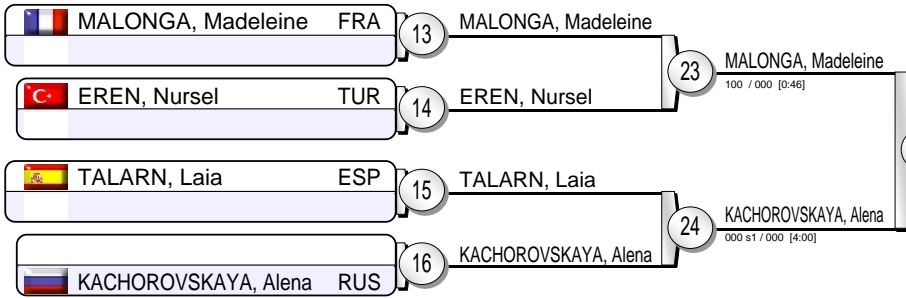 MALONGA, Madeleine FRA
13
MALONGA, Madeleine
23
MALONGA, Madeleine
100 / 000 [0:46]
EREN, Nursel TUR
14
EREN, Nursel
TALARN, Laia ESP
15
TALARN, Laia
24
KACHOROVSKAYA, Alena
000 s1 / 000 [4:00]
16
KACHOROVSKAYA, Alena
KACHOROVSKAYA, Alena RUS